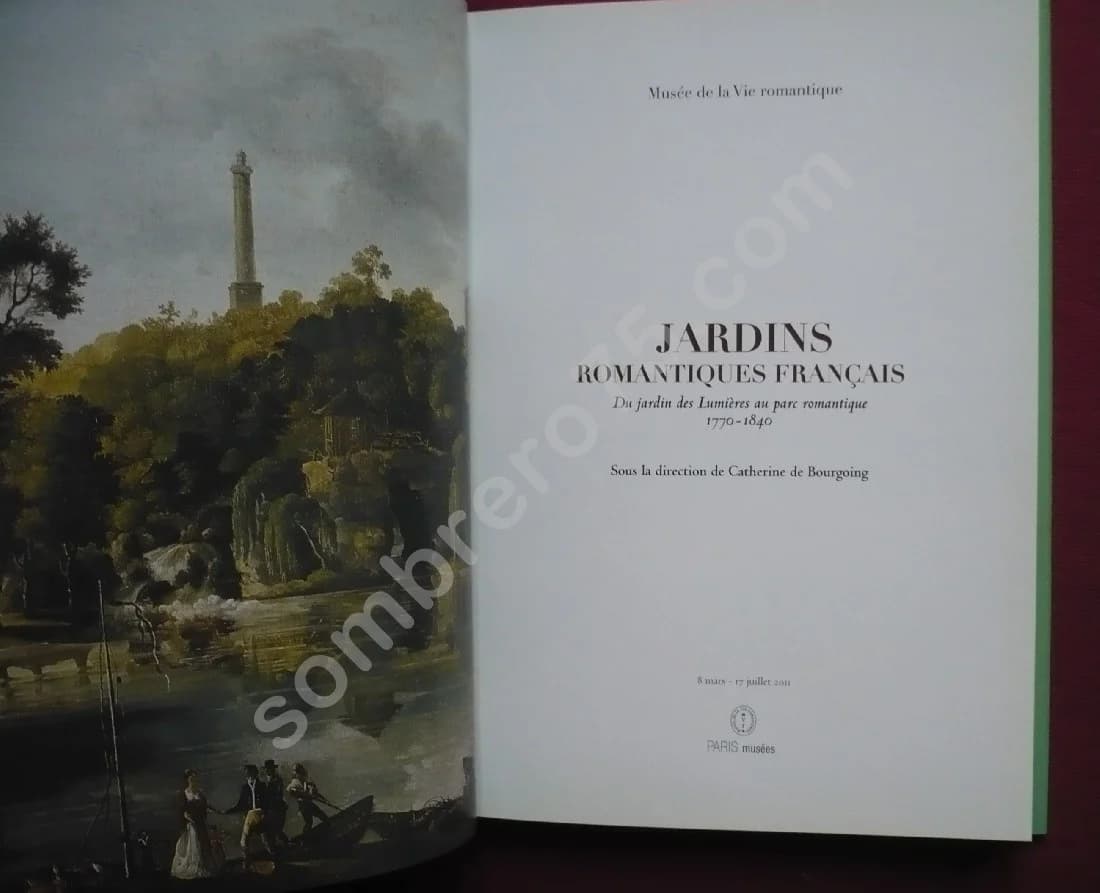 Musée de la Vie romantique
JARDINS
ROMANTIQUES FRANÇAIS
Du jardin des Lumières au parc romantique
1770-1840
Sous la direction de Catherine de Bourgoing
8 mars - 17 juillet 2011
PARIS musées
sombrero75.com